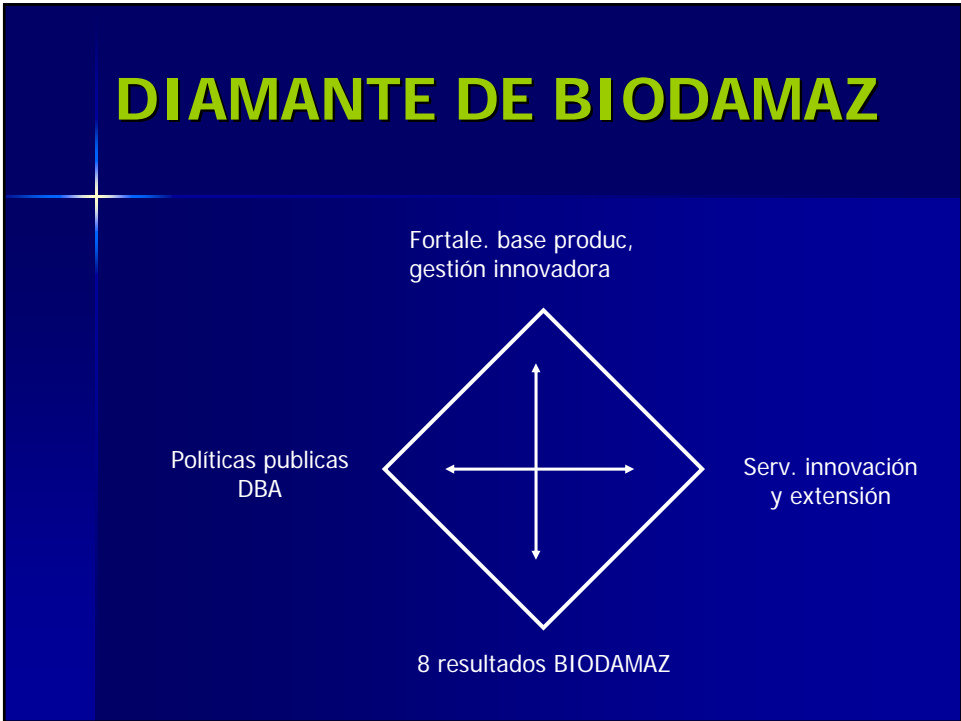 DIAMANTE DE BIODAMAZ
Fortale. base produc,
gestión innovadora
Políticas publicas
DBA
Serv. innovación
y extensión
8 resultados BIODAMAZ